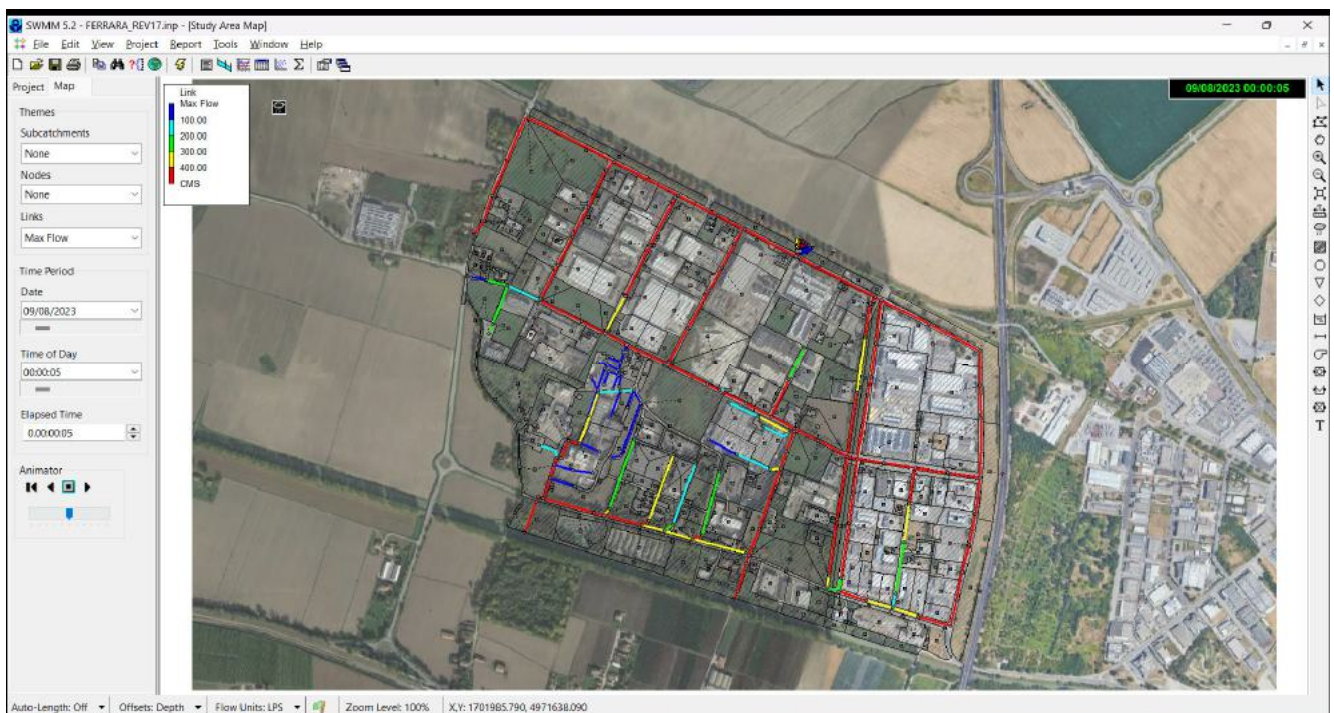 SWMM 5.2 - FERRARA_REV17.inp - [Study Area Map]
File Edit View Project Report Tools Window Help
Project Map
Link
Max Flow
100.00
200.00
300.00
400.00
CMS
09/08/2023 00:00:05
Themes
Subcatchments
None
Nodes
None
Links
Max Flow
Time Period
Date
09/08/2023
Time of Day
00:00:05
Elapsed Time
0.00:00:05
Animator
T
Auto-Length: Off Offsets: Depth Flow Units: LPS Zoom Level: 100% X,Y: 1701985.790, 4971638.090